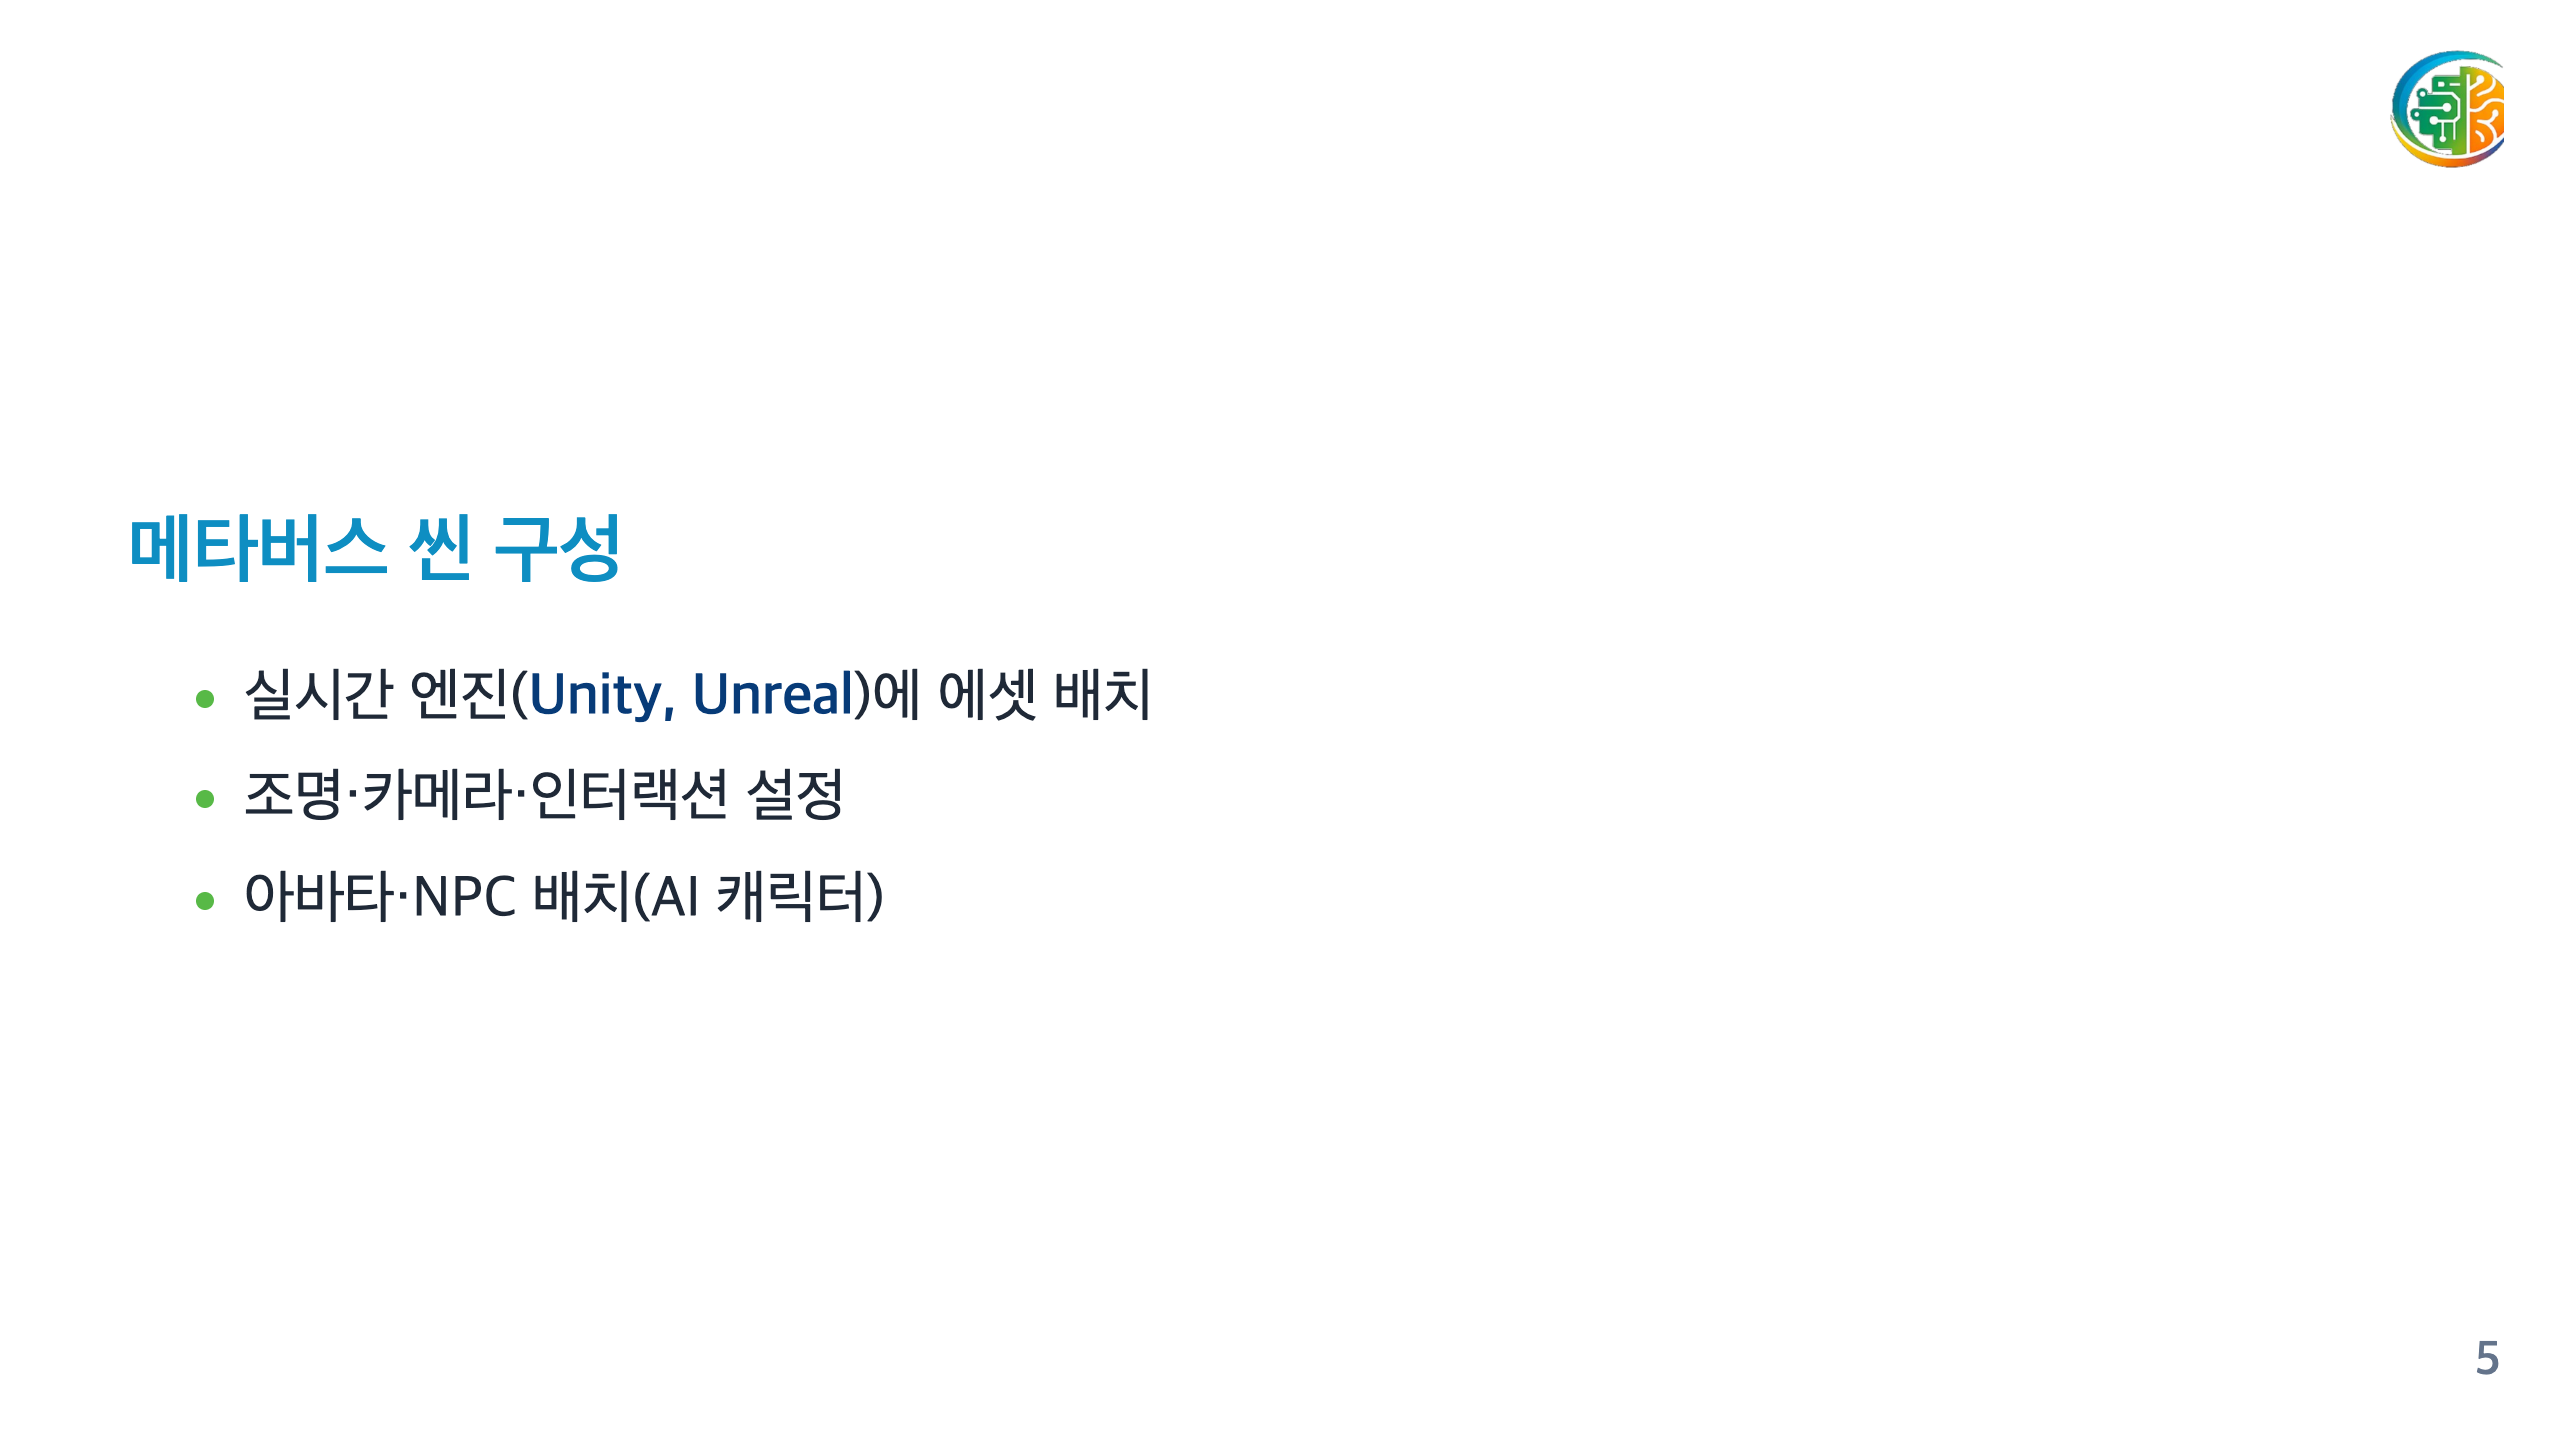 메타버스 씬 구성
• 실시간 엔진(Unity, Unreal)에 에셋 배치
• 조명·카메라·인터랙션 설정
• 아바타·NPC 배치(AI 캐릭터)
5